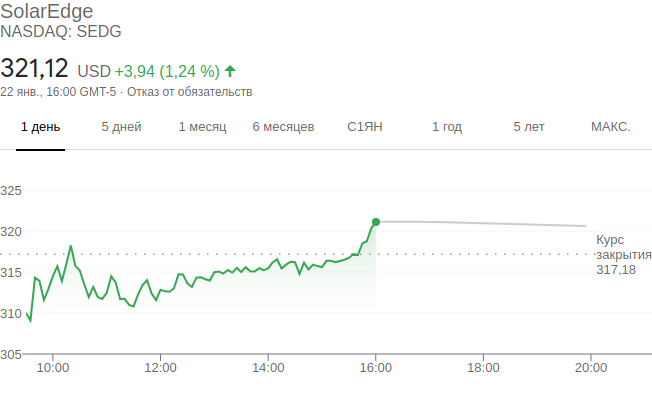 SolarEdge
NASDAQ: SEDG
321,12 USD +3,94 (1,24 %)
22 янв., 16:00 GMT-5 · Отказ от обязательств
1 день 5 дней 1 месяц 6 месяцев С1ЯН 1 год 5 лет МАКС.
325
320
Курс
закрытия
317,18
315
310
305
10:00 12:00 14:00 16:00 18:00 20:00